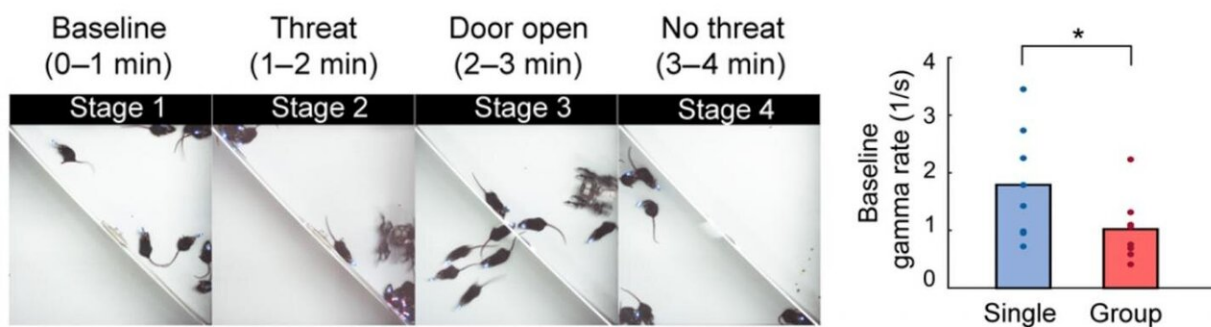 Baseline
(0–1 min)
Threat
(1–2 min)
Door open
(2–3 min)
No threat
(3–4 min)
Stage 1
Stage 2
Stage 3
Stage 4
*
Baseline
gamma rate (1/s)
4
3
2
1
0
Single
Group